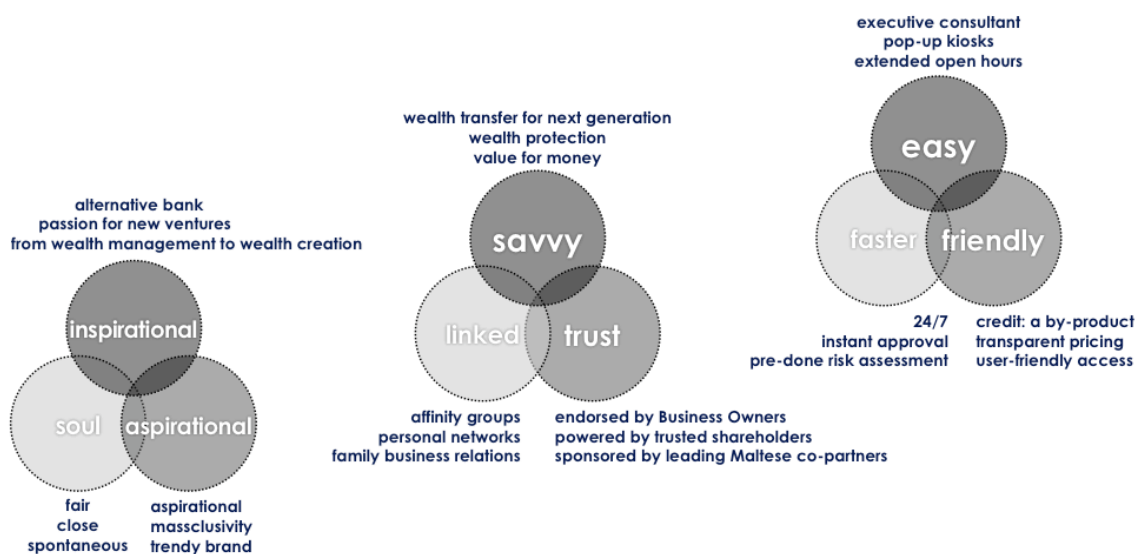 alternative bank
passion for new ventures
from wealth management to wealth creation
inspirational
soul
aspirational
fair
close
spontaneous
aspirational
massclusivity
trendy brand
wealth transfer for next generation
wealth protection
value for money
savvy
linked
trust
affinity groups
personal networks
family business relations
endorsed by Business Owners
powered by trusted shareholders
sponsored by leading Maltese co-partners
executive consultant
pop-up kiosks
extended open hours
easy
faster
friendly
24/7
instant approval
pre-done risk assessment
credit: a by-product
transparent pricing
user-friendly access